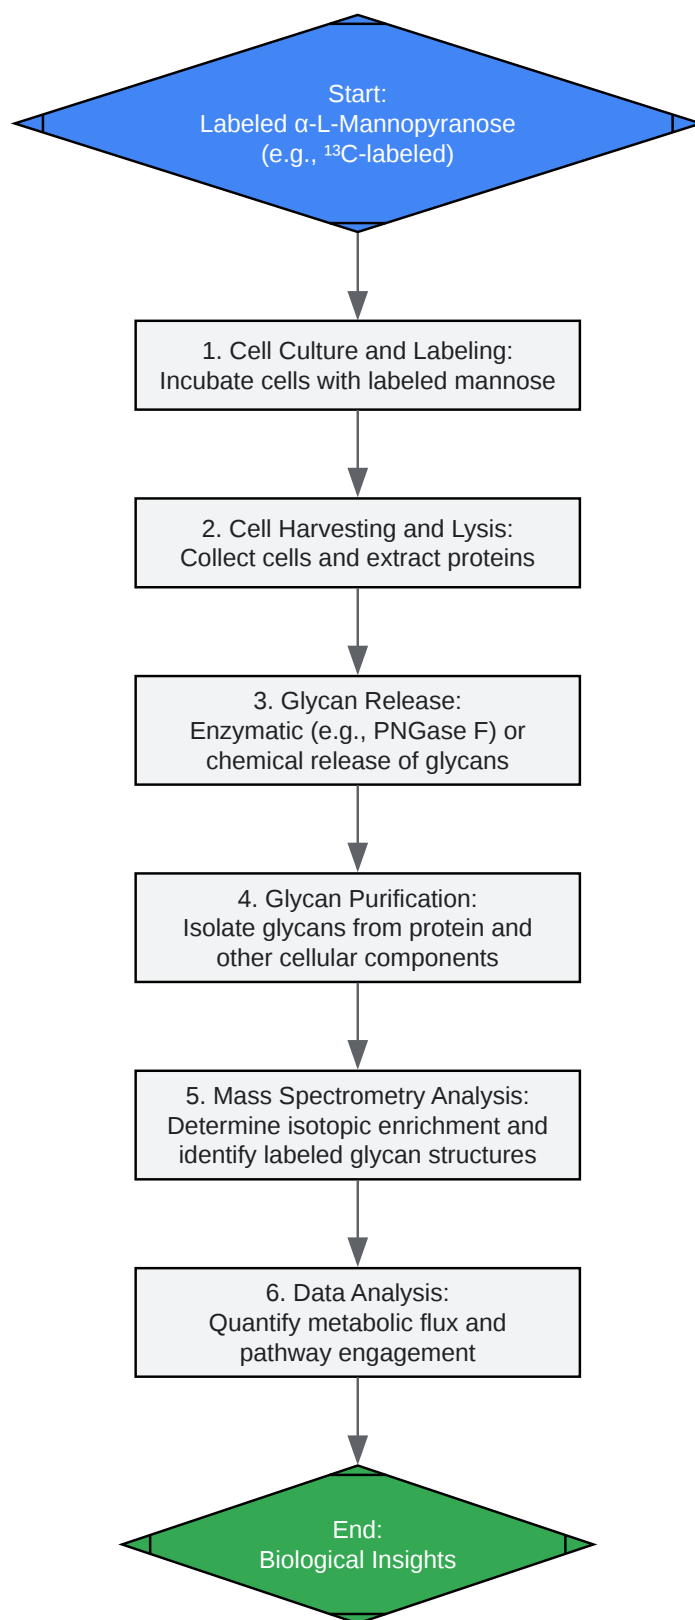 Start:
Labeled α-L-Mannopyranose
(e.g., ¹³C-labeled)
1. Cell Culture and Labeling:
Incubate cells with labeled mannose
2. Cell Harvesting and Lysis:
Collect cells and extract proteins
3. Glycan Release:
Enzymatic (e.g., PNGase F) or
chemical release of glycans
4. Glycan Purification:
Isolate glycans from protein and
other cellular components
5. Mass Spectrometry Analysis:
Determine isotopic enrichment and
identify labeled glycan structures
6. Data Analysis:
Quantify metabolic flux and
pathway engagement
End:
Biological Insights